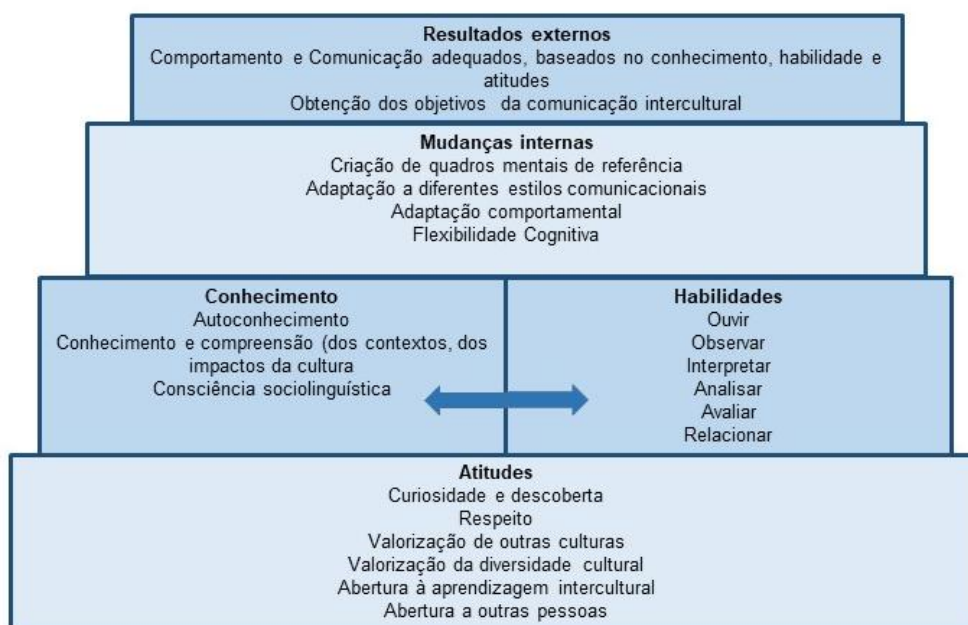 Resultados externos
Comportamento e Comunicação adequados, baseados no conhecimento, habilidade e
atitudes
Obtenção dos objetivos da comunicação intercultural
Mudanças internas
Criação de quadros mentais de referência
Adaptação a diferentes estilos comunicacionais
Adaptação comportamental
Flexibilidade Cognitiva
Conhecimento
Autoconhecimento
Conhecimento e compreensão (dos contextos, dos
impactos da cultura
Consciência sociolinguística
Habilidades
Ouvir
Observar
Interpretar
Analisar
Avaliar
Relacionar
Atitudes
Curiosidade e descoberta
Respeito
Valorização de outras culturas
Valorização da diversidade cultural
Abertura à aprendizagem intercultural
Abertura a outras pessoas